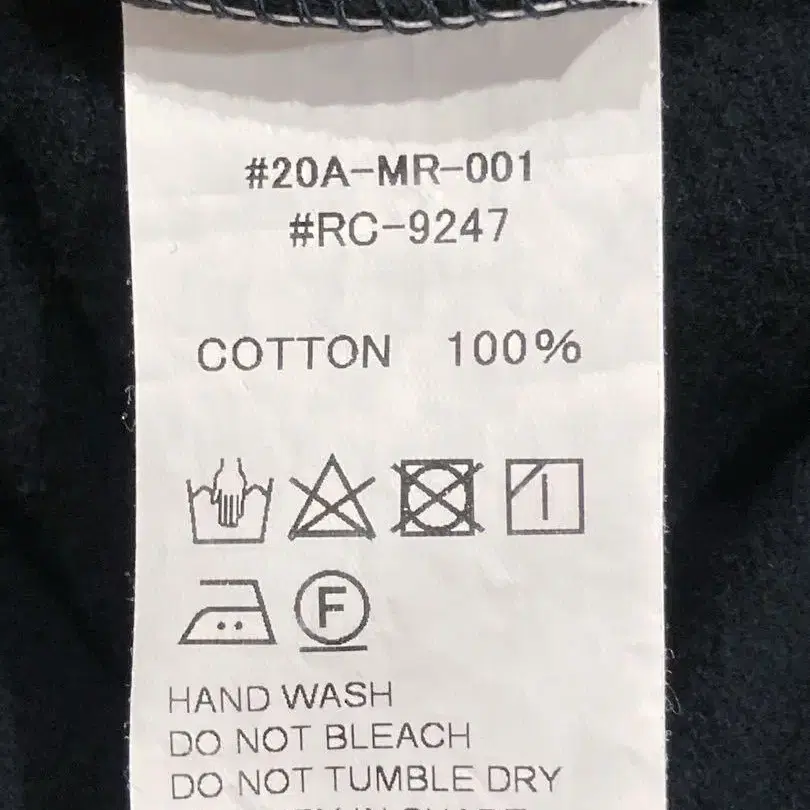 #20A-MR-001
#RC-9247
COTTON 100%
F
HAND WASH
DO NOT BLEACH
DO NOT TUMBLE DRY